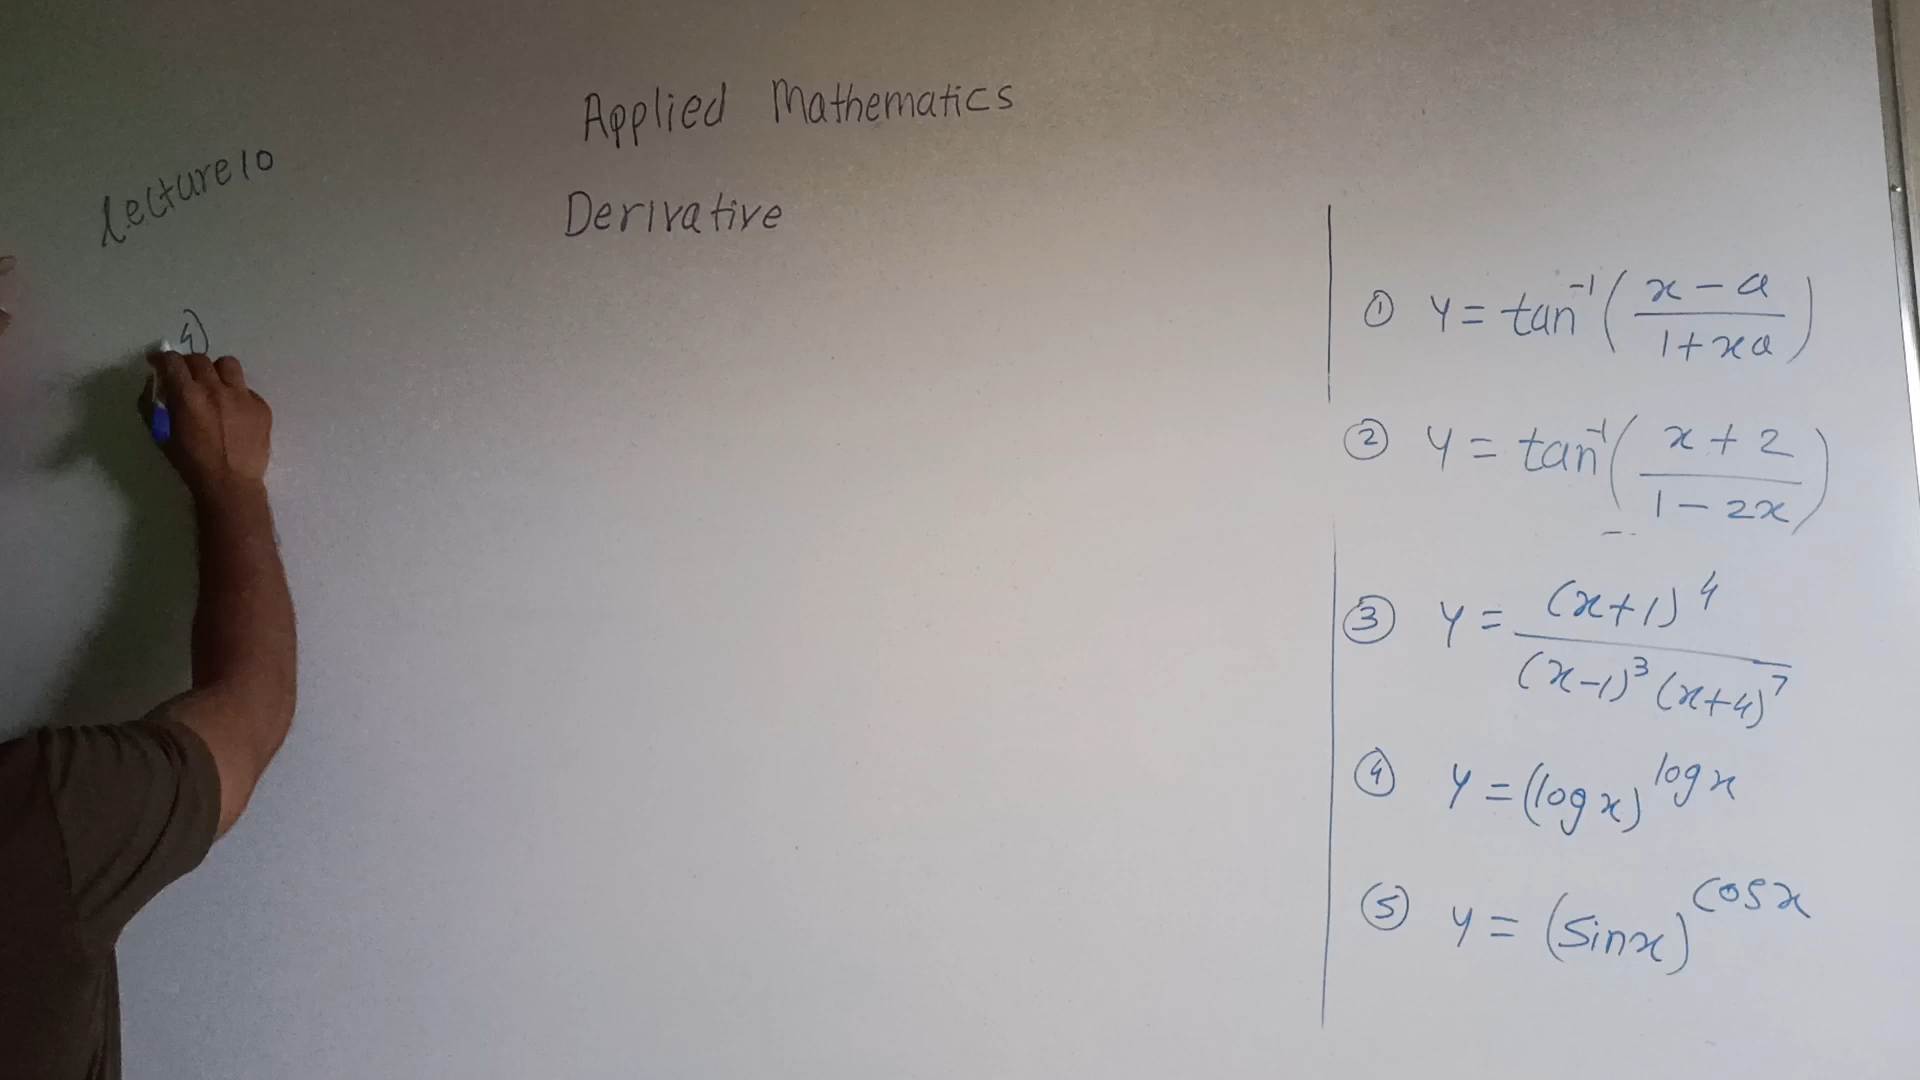 Applied Mathematics
Lecture 10
Derivative
① y = tan⁻¹((x - a)/(1 + xa))
② y = tan⁻¹((x + 2)/(1 - 2x))
③ y = (x+1)⁴/((x-1)³ (x+4)⁷)
④ y = (log x)^(log x)
⑤ y = (sin x)^(cos x)
4)